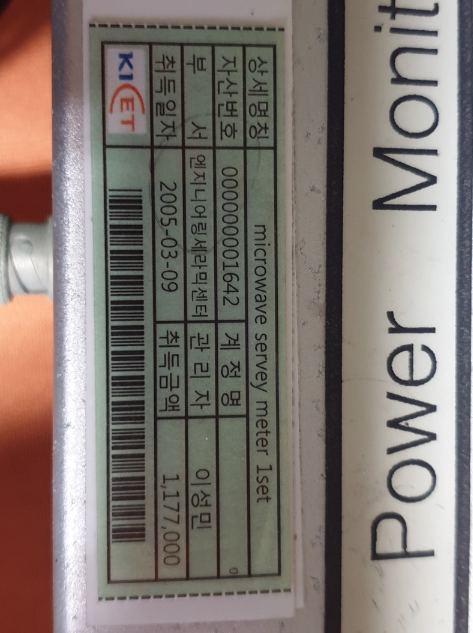 상세명칭 microwave servey meter 1set
자산번호 000000001642 계 정 명
부 서 엔지니어링세라믹센터 관 리 자 이성민
취득일자 2005-03-09 취득금액 1,177,000
KICET
Power Monit